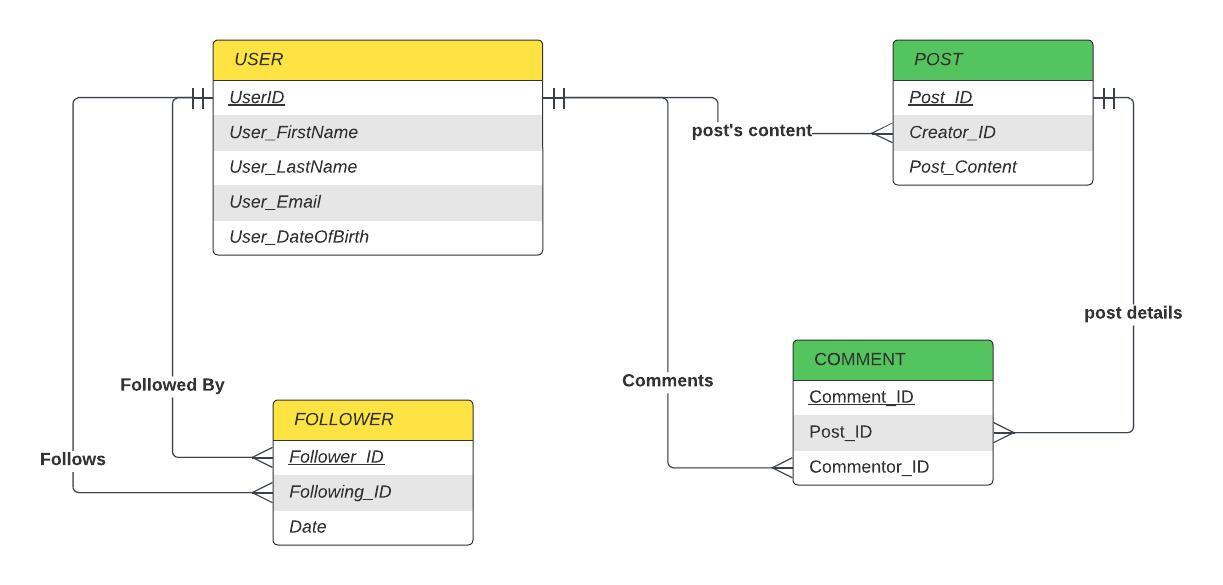 USER
UserID
User_FirstName
User_LastName
User_Email
User_DateOfBirth
POST
Post_ID
Creator_ID
Post_Content
post's content
post details
Comments
COMMENT
Comment_ID
Post_ID
Commentor_ID
Followed By
Follows
FOLLOWER
Follower_ID
Following_ID
Date